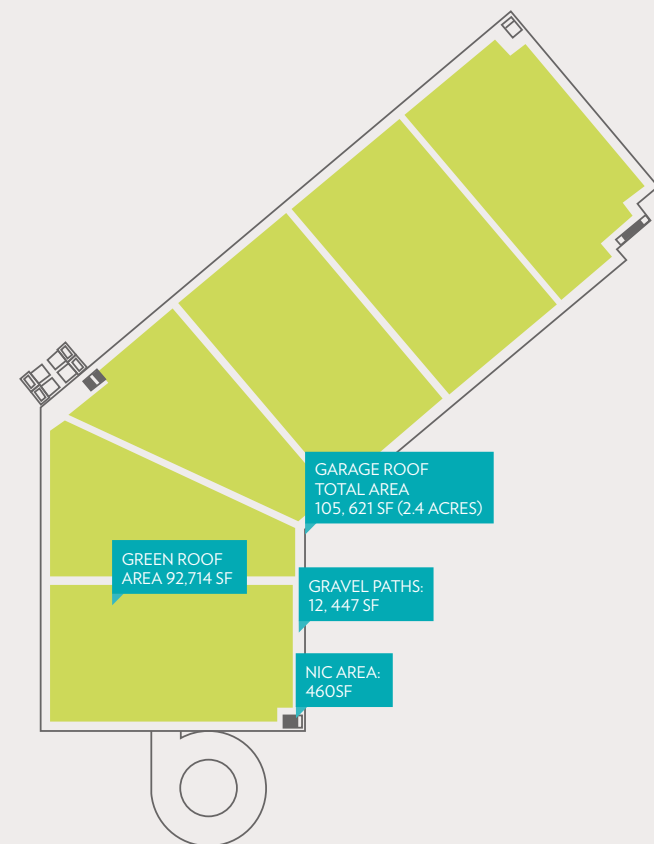 GARAGE ROOF
TOTAL AREA
105, 621 SF (2.4 ACRES)
GREEN ROOF
AREA 92,714 SF
GRAVEL PATHS:
12, 447 SF
NIC AREA:
460SF